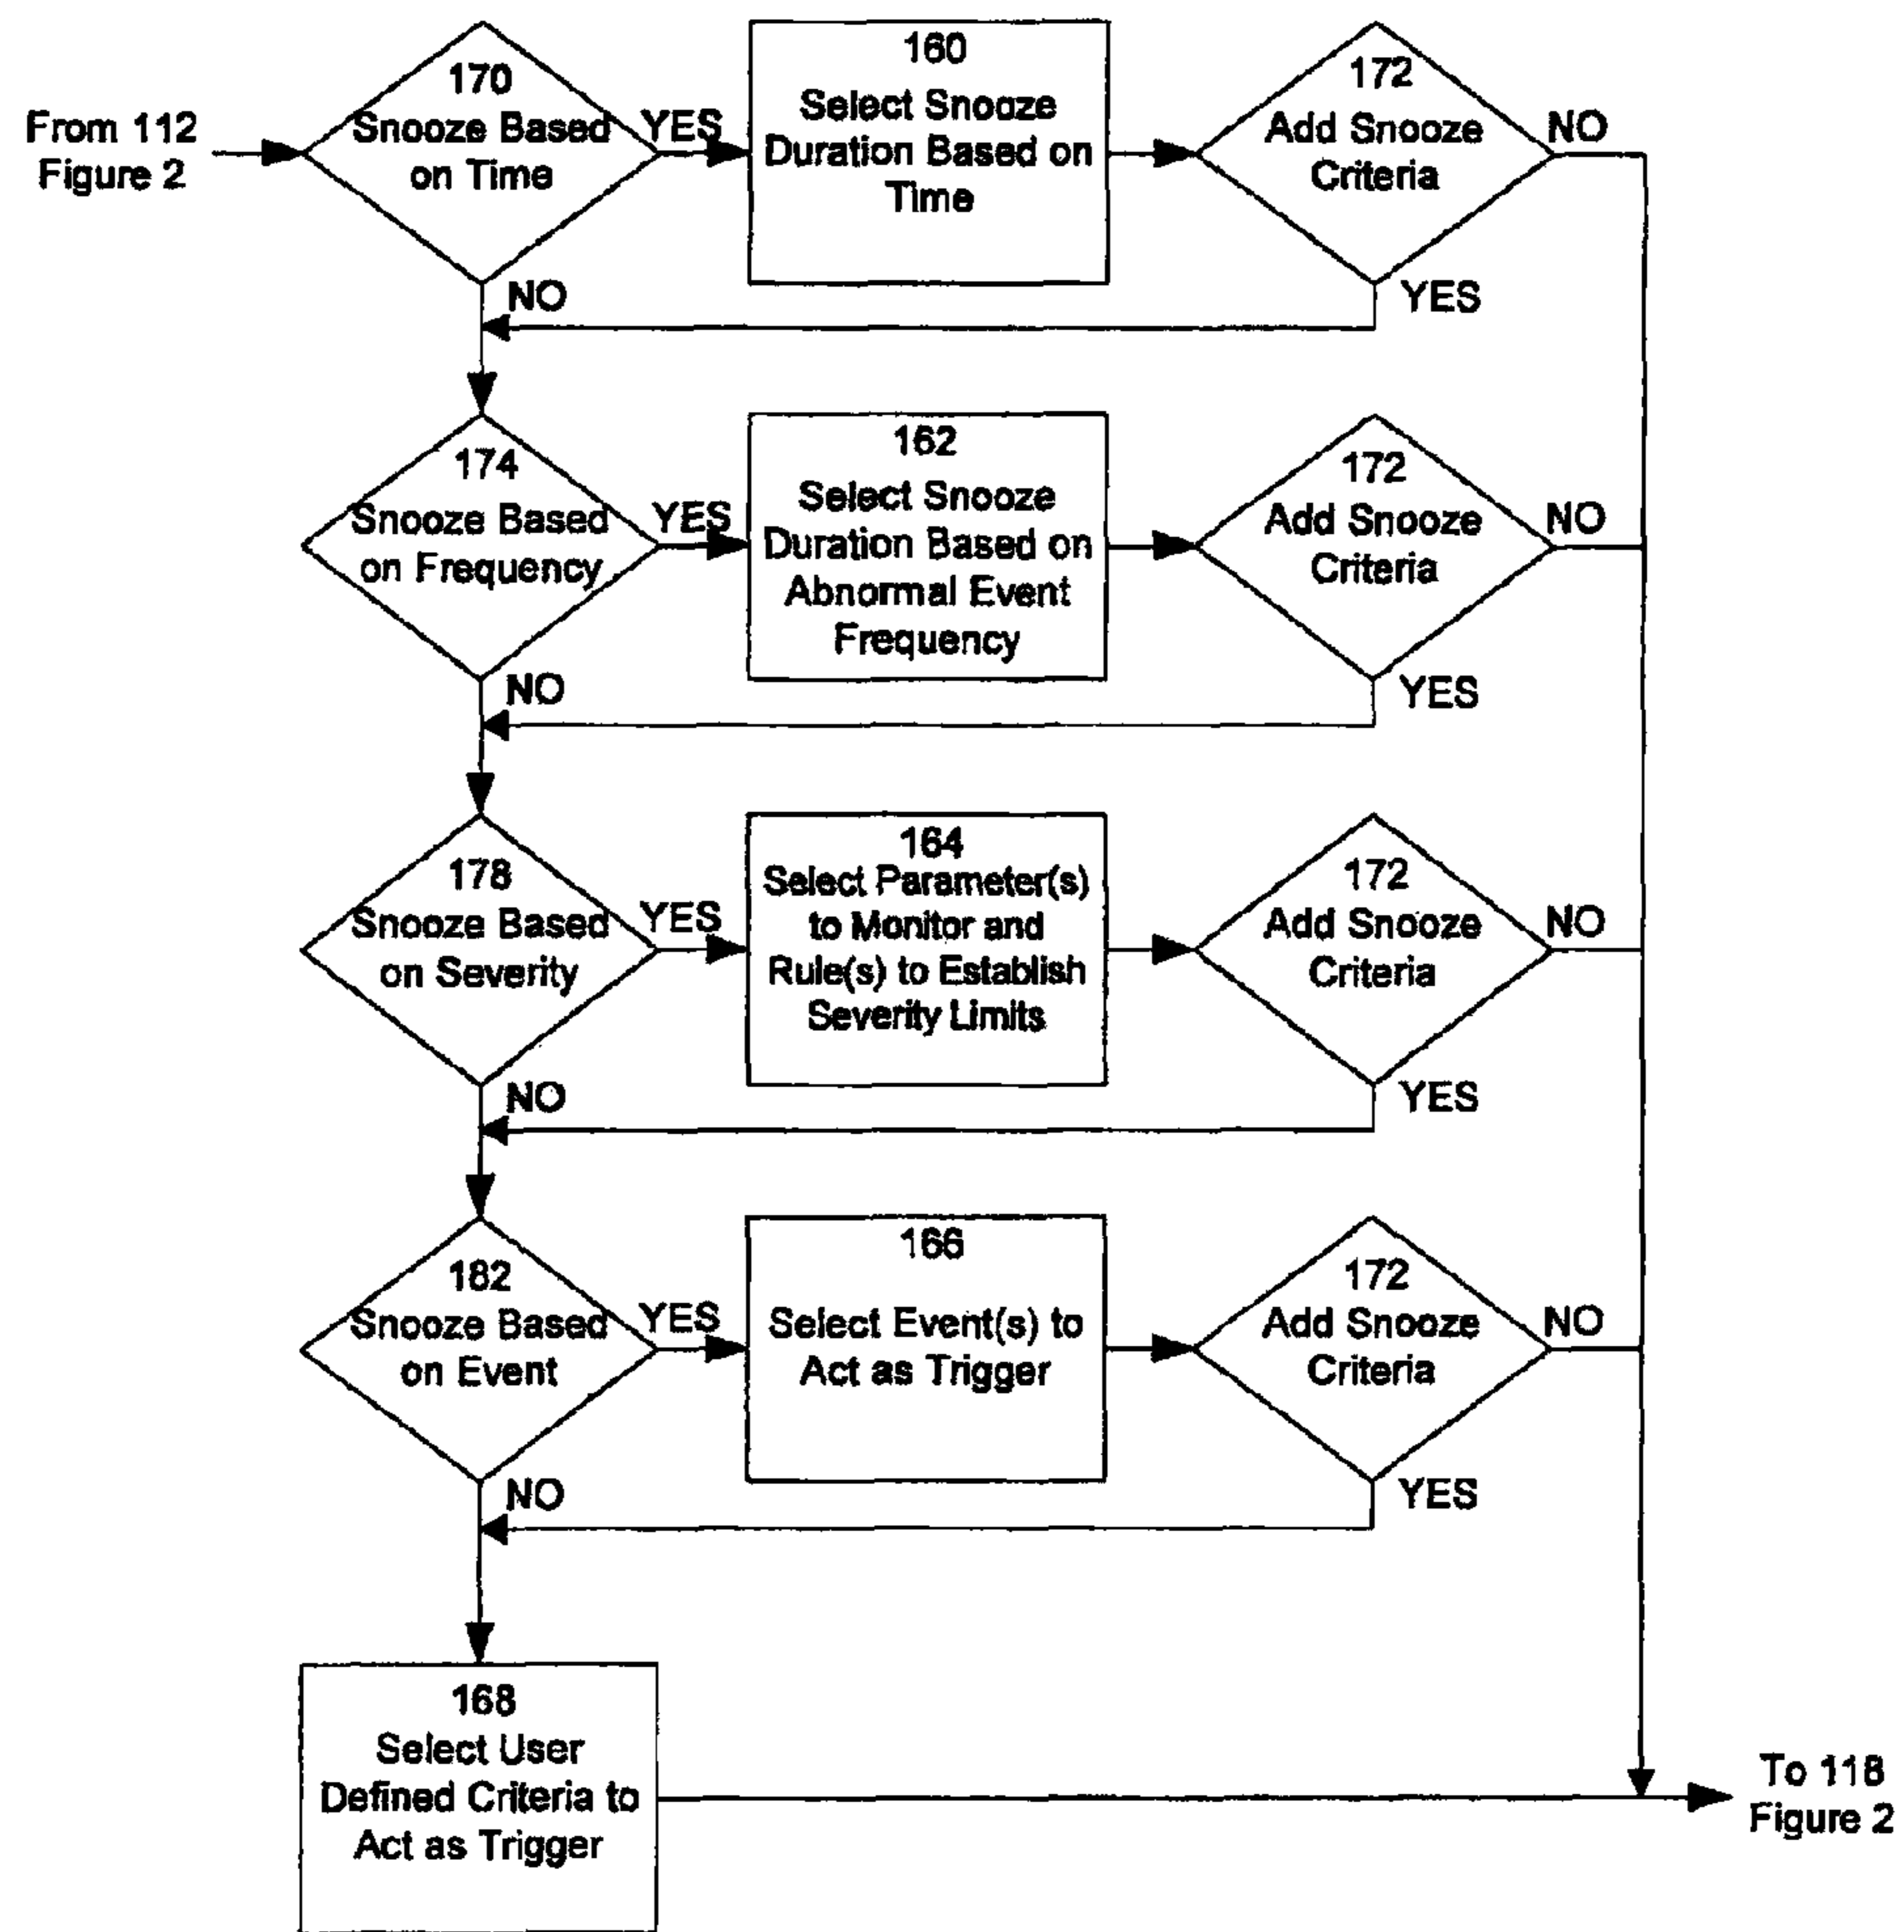 From 112
Figure 2
170
Snooze Based
on Time
YES
160
Select Snooze
Duration Based on
Time
172
Add Snooze
Criteria
NO
NO
YES
174
Snooze Based
on Frequency
YES
162
Select Snooze
Duration Based on
Abnormal Event
Frequency
172
Add Snooze
Criteria
NO
NO
YES
178
Snooze Based
on Severity
YES
164
Select Parameter(s)
to Monitor and
Rule(s) to Establish
Severity Limits
172
Add Snooze
Criteria
NO
NO
YES
182
Snooze Based
on Event
YES
166
Select Event(s) to
Act as Trigger
172
Add Snooze
Criteria
NO
NO
YES
168
Select User
Defined Criteria to
Act as Trigger
To 118
Figure 2